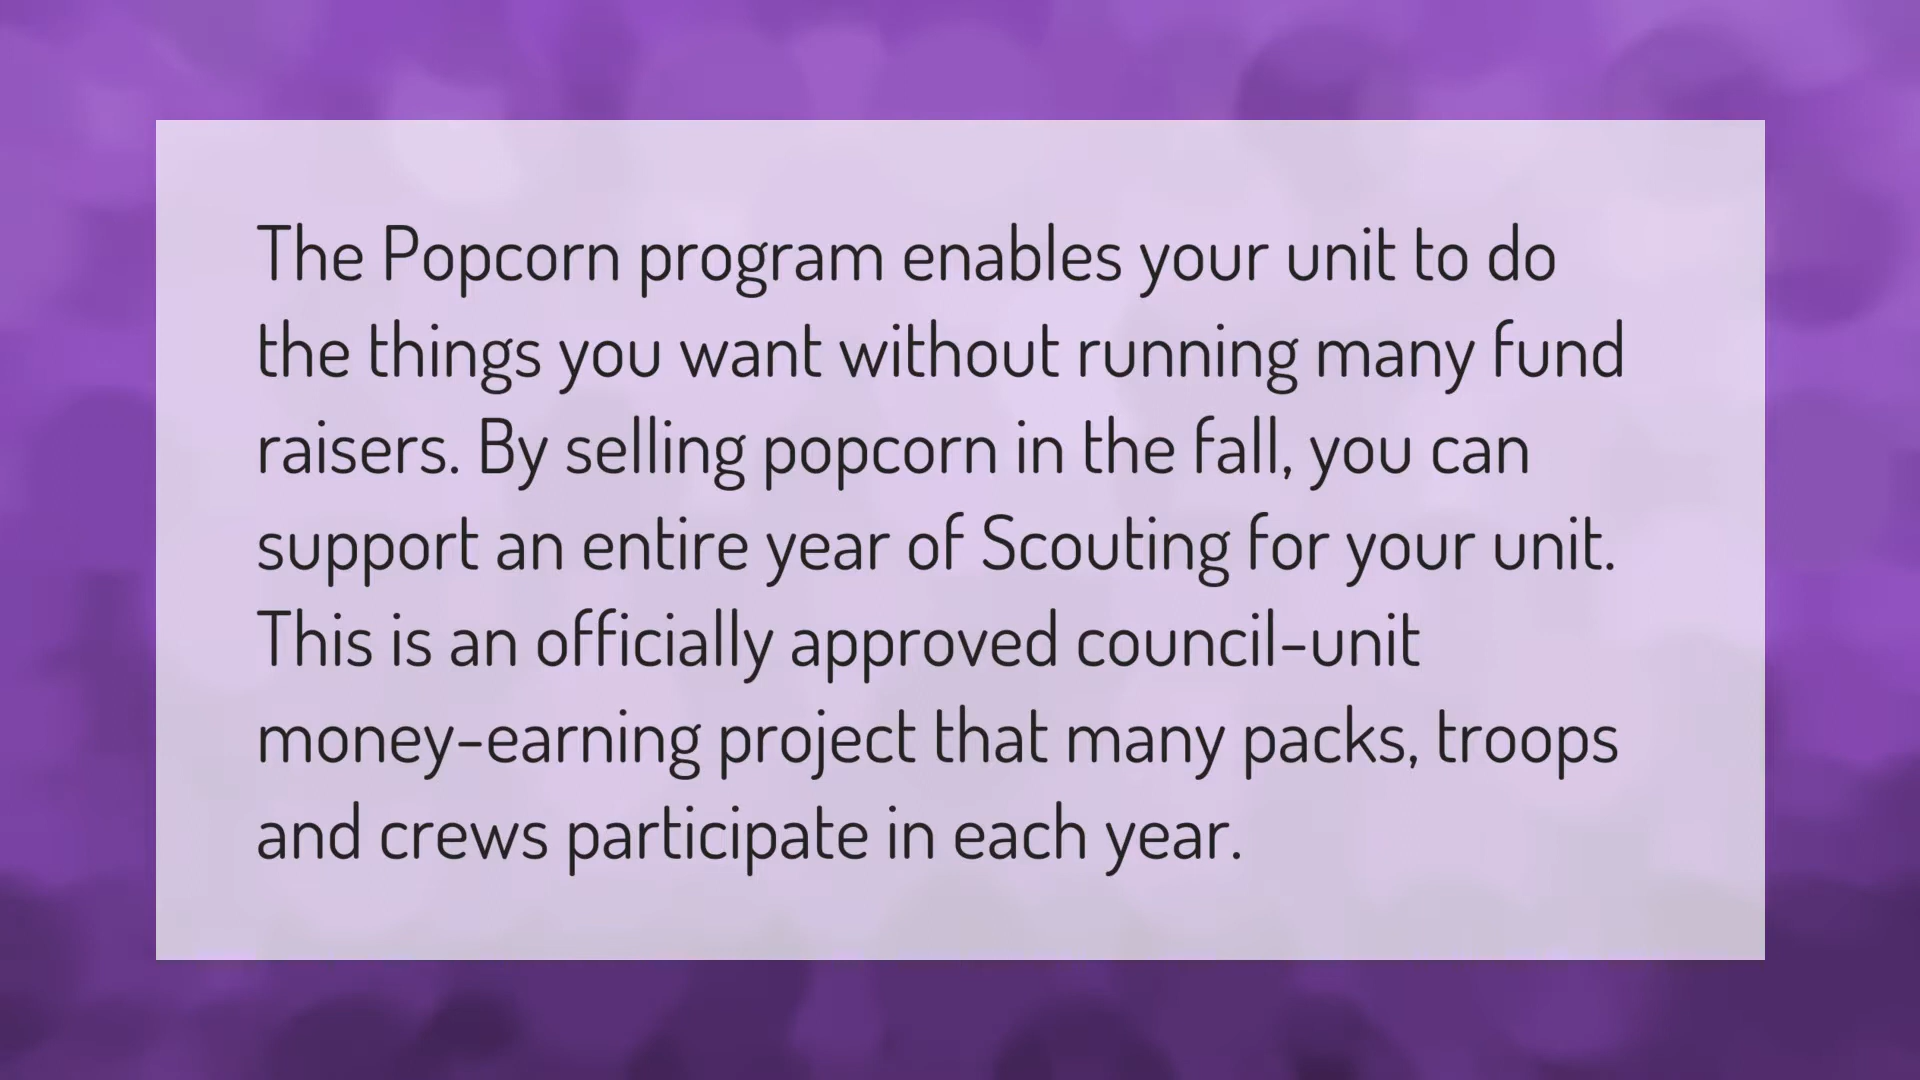 The Popcorn program enables your unit to do
the things you want without running many fund
raisers. By selling popcorn in the fall, you can
support an entire year of Scouting for your unit.
This is an officially approved council-unit
money-earning project that many packs, troops
and crews participate in each year.